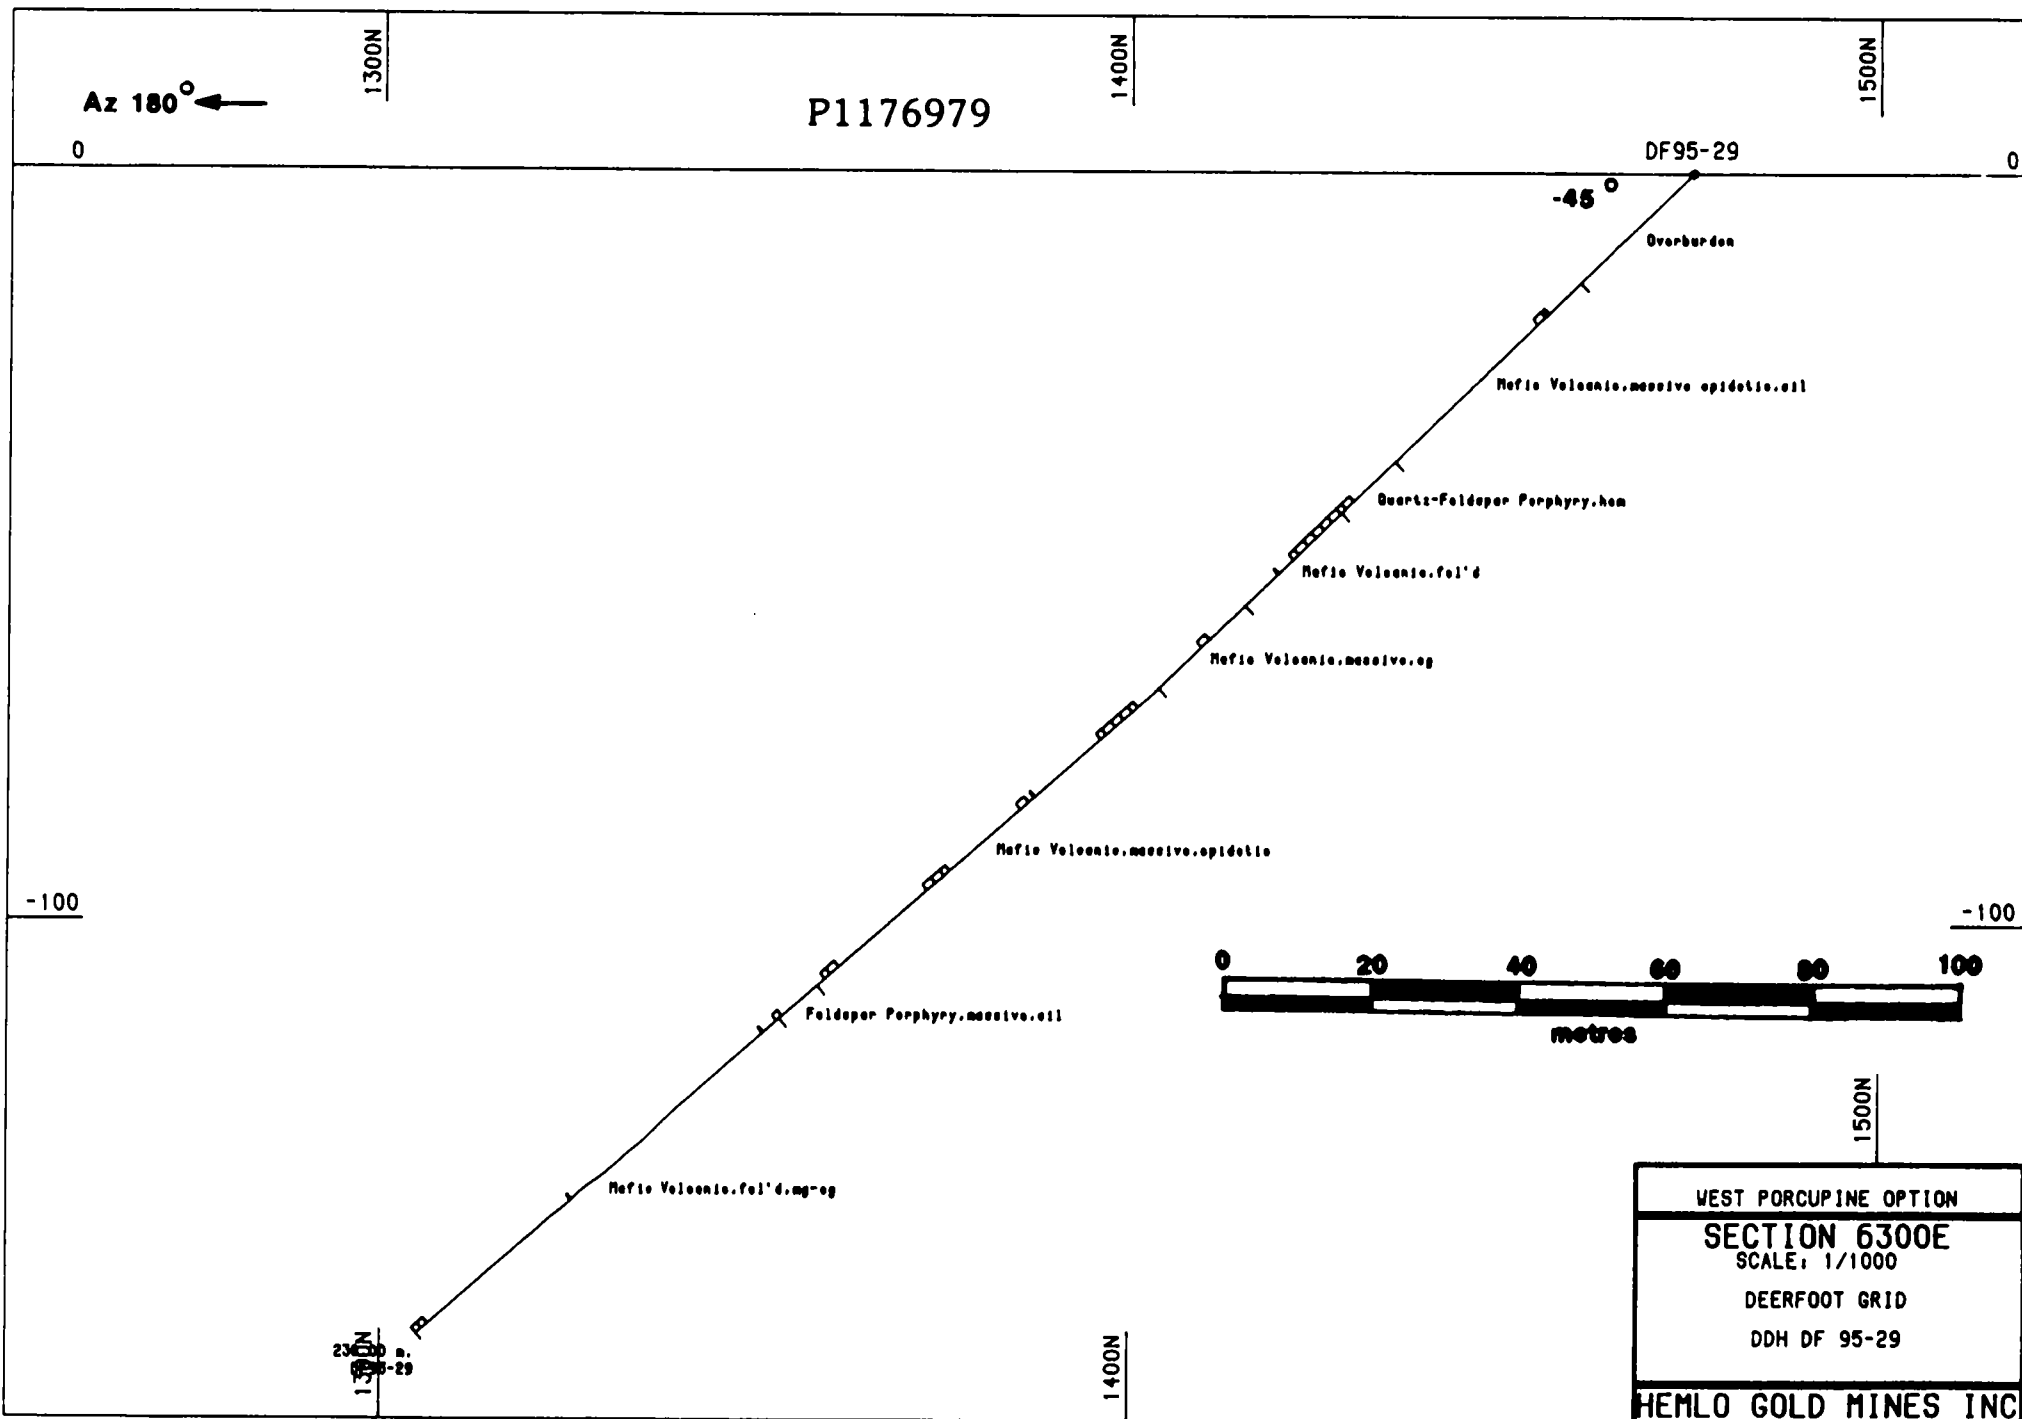 1300N
1400N
1500N
Az 180°
P1176979
0
DF95-29
0
-45°
Overburden
Mafic Volcanic,massive epidotic,sil
Quartz-Feldspar Porphyry,hem
Mafic Volcanic,fol'd
Mafic Volcanic,massive,cg
Mafic Volcanic,massive,epidotic
-100
-100
0 20 40 60 80 100
metres
Feldspar Porphyry,massive,sil
1500N
Mafic Volcanic,fol'd,mg-cg
WEST PORCUPINE OPTION
SECTION 6300E
SCALE: 1/1000
DEERFOOT GRID
DDH DF 95-29
HEMLO GOLD MINES INC
m.
1300N
1400N